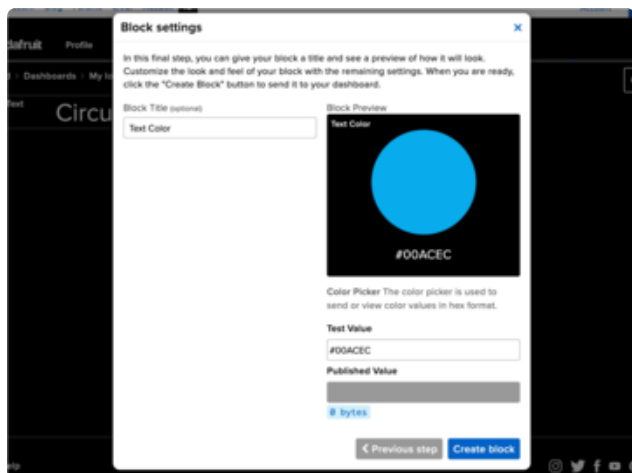 Block settings
×
dafruit Profile
In this final step, you can give your block a title and see a preview of how it will look.
Customize the look and feel of your block with the remaining settings. When you are ready,
click the "Create Block" button to send it to your dashboard.
› Dashboards › My lo
Text
Circu
Block Title (optional)
Text Color
Block Preview
Text Color
#00ACEC
Color Picker The color picker is used to
send or view color values in hex format.
Test Value
#00ACEC
Published Value
0 bytes
Previous step
Create block